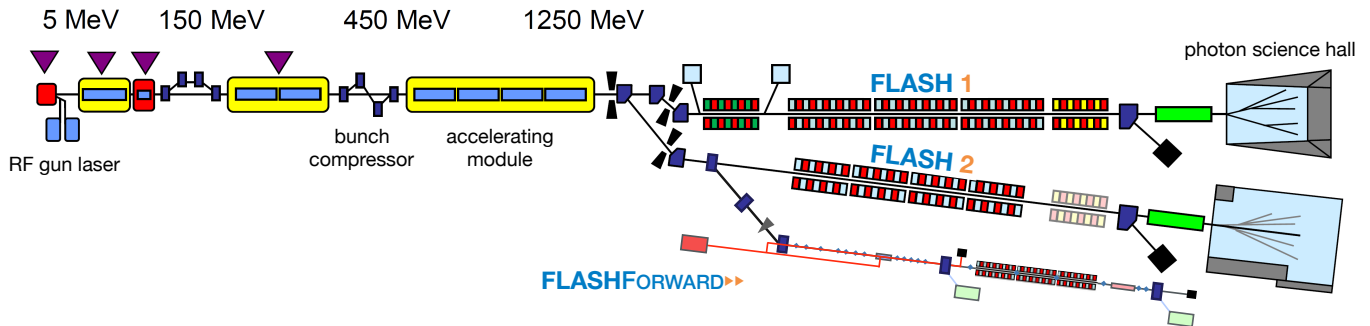 5 MeV
150 MeV
450 MeV
1250 MeV
photon science hall
FLASH 1
RF gun laser
bunch
compressor
accelerating
module
FLASH 2
FLASHFORWARD